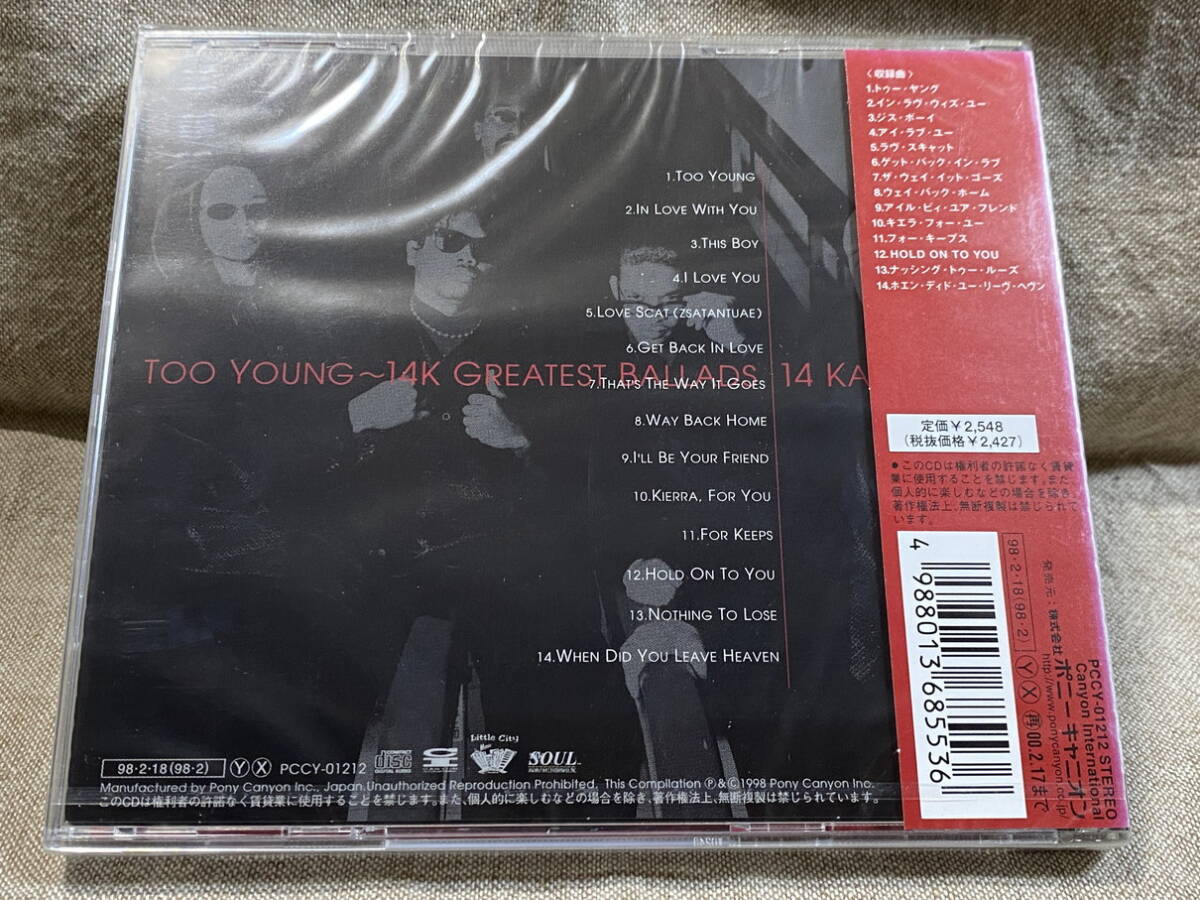 1.TOO YOUNG
2.IN LOVE WITH YOU
3.THIS BOY
4.I LOVE YOU
5.LOVE SCAT (ZSATANTUAE)
6.GET BACK IN LOVE
TOO YOUNG～14K GREATEST BALLADS 14 KA
7.THAT'S THE WAY IT GOES
8.WAY BACK HOME
9.I'LL BE YOUR FRIEND
10.KIERRA, FOR YOU
11.FOR KEEPS
12.HOLD ON TO YOU
13.NOTHING TO LOSE
14.WHEN DID YOU LEAVE HEAVEN
98・2・18(98・2) Ⓨ Ⓧ PCCY-01212
COMPACT disc DIGITAL AUDIO
Little City
SOUL
Manufactured by Pony Canyon Inc., Japan.Unauthorized Reproduction Prohibited. This Compilation Ⓟ&Ⓒ1998 Pony Canyon Inc.
このCDは権利者の許諾なく賃貸業に使用することを禁じます。また、個人的に楽しむなどの場合を除き、著作権法上、無断複製は禁じられています。
〈収録曲〉
1.トゥー・ヤング
2.イン・ラヴ・ウィズ・ユー
3.ジス・ボーイ
4.アイ・ラブ・ユー
5.ラヴ・スキャット
6.ゲット・バック・イン・ラブ
7.ザ・ウェイ・イット・ゴーズ
8.ウェイ・バック・ホーム
9.アイル・ビィ・ユア・フレンド
10.キエラ・フォー・ユー
11.フォー・キープス
12.HOLD ON TO YOU
13.ナッシング・トゥー・ルーズ
14.ホエン・ディド・ユー・リーヴ・ヘヴン
定価￥2,548
(税抜価格￥2,427)
●このCDは権利者の許諾なく賃貸
業に使用することを禁じます。また、
個人的に楽しむなどの場合を除き、
著作権法上、無断複製は禁じられて
います。
4 988013 685536
98・2・18(98・2) Ⓨ Ⓧ 再00.2.17まで
発売元：株式会社 ポニーキャニオン
http://www.ponycanyon.co.jp/
Canyon International
PCCY-01212 STEREO